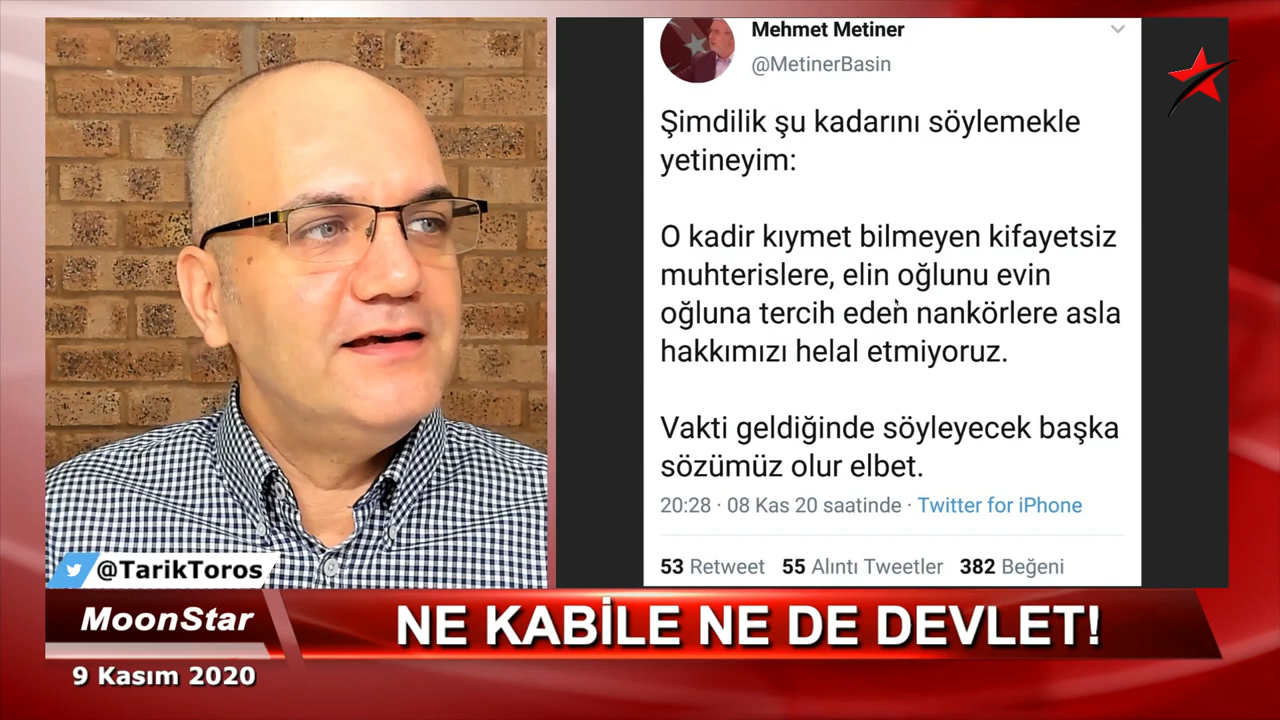 Mehmet Metiner
@MetinerBasin
Şimdilik şu kadarını söylemekle
yetineyim:
O kadir kıymet bilmeyen kifayetsiz
muhterislere, elin oğlunu evin
oğluna tercih eden nankörlere asla
hakkımızı helal etmiyoruz.
Vakti geldiğinde söyleyecek başka
sözümüz olur elbet.
20:28 · 08 Kas 20 saatinde · Twitter for iPhone
53 Retweet 55 Alıntı Tweetler 382 Beğeni
@TarikToros
MoonStar
NE KABİLE NE DE DEVLET!
9 Kasım 2020